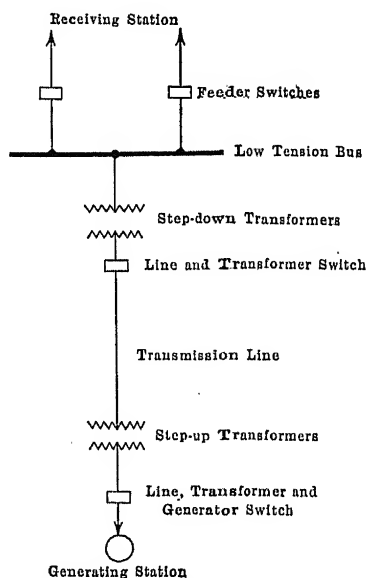 Receiving Station
Feeder Switches
Low Tension Bus
Step-down Transformers
Line and Transformer Switch
Transmission Line
Step-up Transformers
Line, Transformer and
Generator Switch
Generating Station